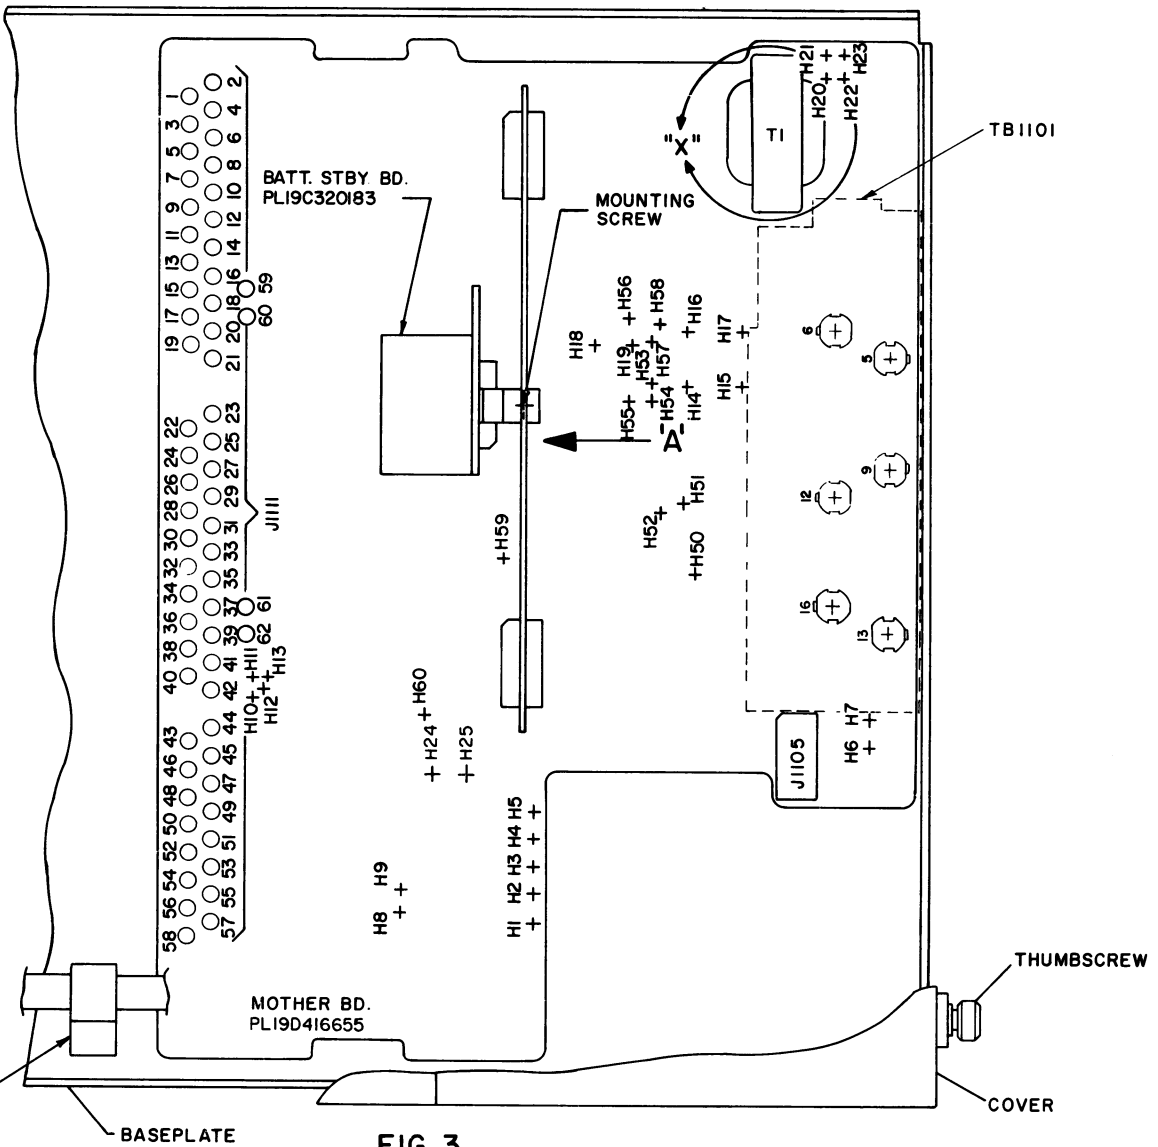 H21
H23
H20
H22
T1
"X"
TB1101
BATT. STBY. BD.
PL19C320183
MOUNTING
SCREW
1
2
3
4
5
6
7
8
9
10
11
12
13
14
15
16
59
17
18
60
19
20
21
22
23
24
25
26
27
28
29
J1111
30
31
32
33
34
35
36
37
61
38
39
62
40
41
42
H11
H13
H10
H12
43
44
46
45
48
47
50
49
52
51
54
53
56
55
58
57
H56
H58
H16
H17
H18
H19
H53
H57
H15
H55
H54
H14
"A"
H51
H52
H50
H59
6
5
9
12
16
13
H60
H24
H25
H7
H6
J1105
H5
H4
H3
H2
H1
H9
H8
THUMBSCREW
MOTHER BD.
PL19D416655
COVER
BASEPLATE
FIG. 3